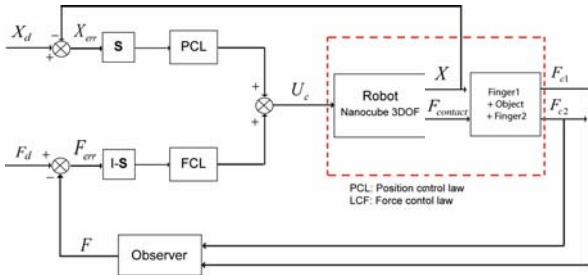 X_d
−
+
X_err
S
PCL
+
+
U_c
Robot
Nanocube 3DOF
X
F_contact
Finger1
+ Object
+ Finger2
F_c1
F_c2
F_d
+
−
F_err
I-S
FCL
PCL: Position control law
LCF: Force contol law
F
Observer